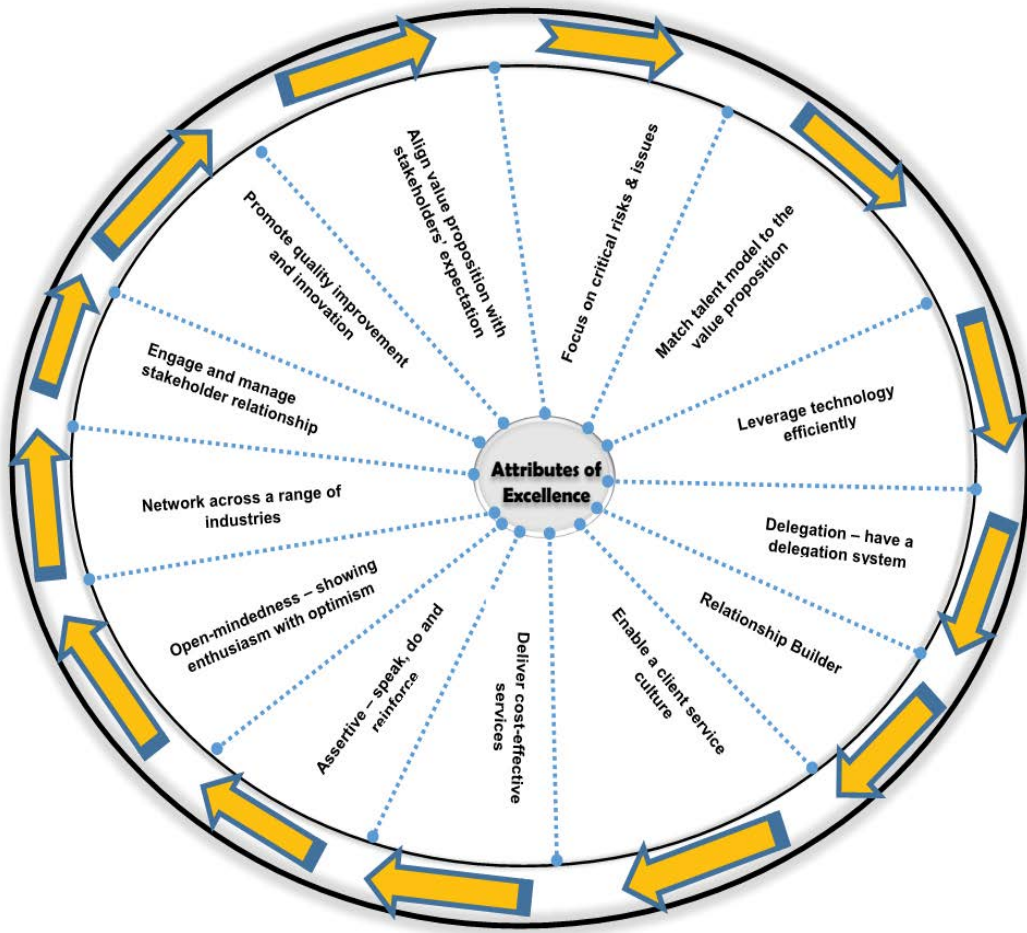 Attributes of
Excellence
Align value proposition with
stakeholders' expectation
Focus on critical risks & issues
Match talent model to the
value proposition
Leverage technology
efficiently
Delegation – have a
delegation system
Relationship Builder
Enable a client service
culture
Deliver cost-effective
services
Assertive – speak, do and
reinforce
Open-mindedness – showing
enthusiasm with optimism
Network across a range of
industries
Engage and manage
stakeholder relationship
Promote quality improvement
and innovation